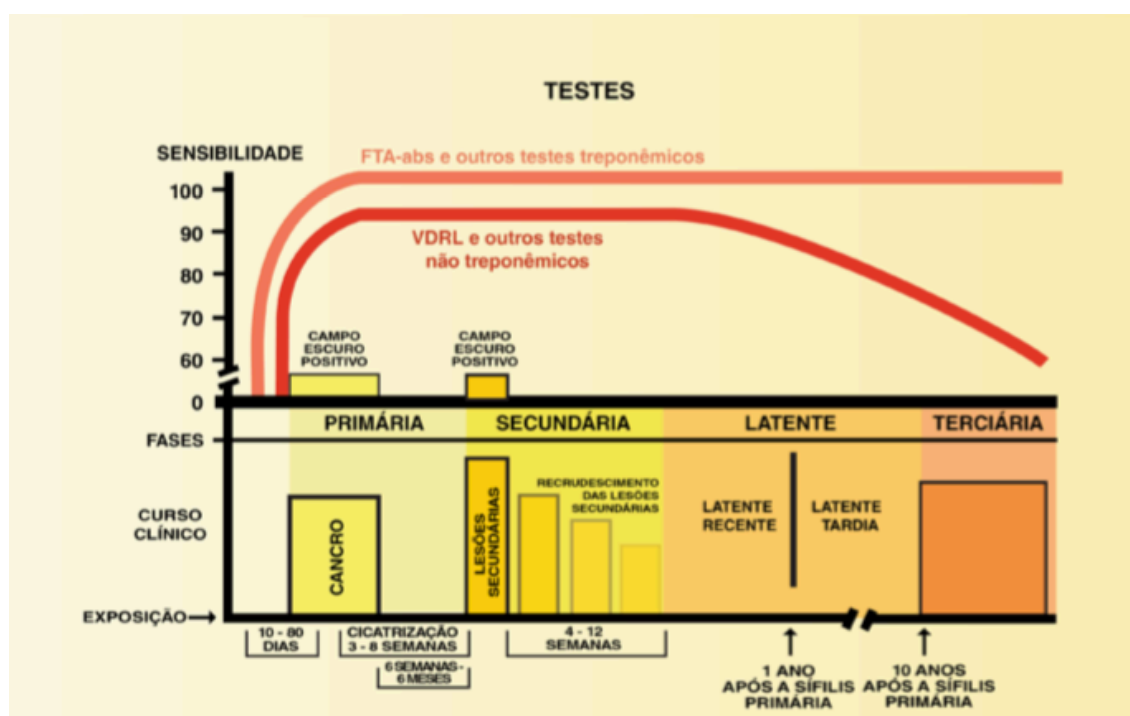 TESTES
SENSIBILIDADE
FTA-abs e outros testes treponêmicos
100
90
80
70
60
0
VDRL e outros testes
não treponêmicos
CAMPO
ESCURO
POSITIVO
CAMPO
ESCURO
POSITIVO
FASES
PRIMÁRIA
SECUNDÁRIA
LATENTE
TERCIÁRIA
CURSO
CLÍNICO
CANCRO
LESÕES
SECUNDÁRIAS
RECRUDESCIMENTO
DAS LESÕES
SECUNDÁRIAS
LATENTE
RECENTE
LATENTE
TARDIA
EXPOSIÇÃO
10 - 80
DIAS
CICATRIZAÇÃO
3 - 8 SEMANAS
6 SEMANAS -
6 MESES
4 - 12
SEMANAS
1 ANO
APÓS A SÍFILIS
PRIMÁRIA
10 ANOS
APÓS A SÍFILIS
PRIMÁRIA